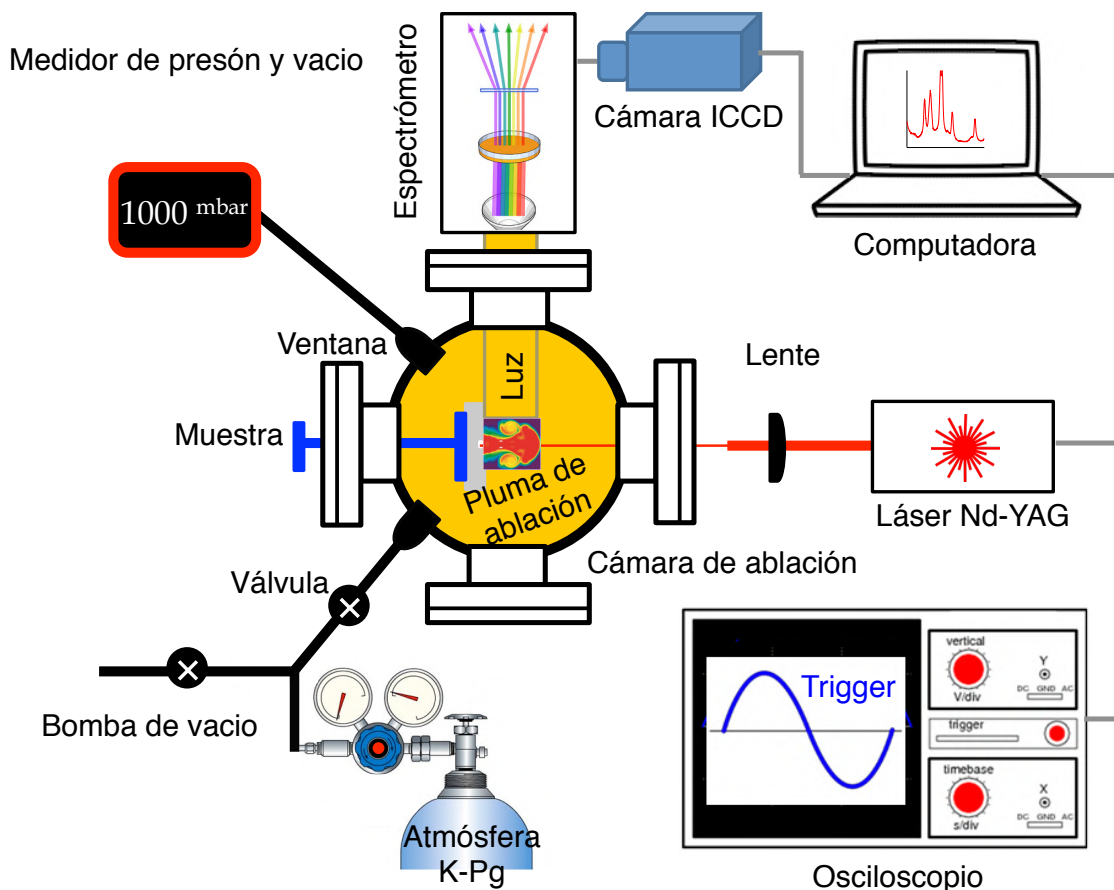 Medidor de presón y vacio
1000 mbar
Espectrómetro
Cámara ICCD
Computadora
Ventana
Luz
Lente
Muestra
Pluma de
ablación
Láser Nd-YAG
Cámara de ablación
Válvula
Bomba de vacio
Atmósfera
K-Pg
Trigger
vertical
V/div
Y
DC GND AC
trigger
timebase
s/div
X
DC GND AC
Osciloscopio